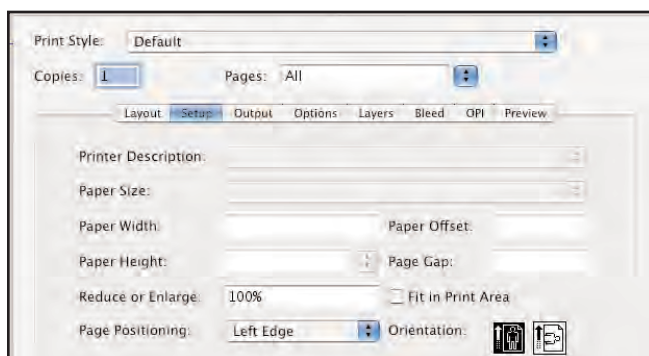 Print Style: Default
Copies: 1 Pages: All
Layout Setup Output Options Layers Bleed OPI Preview
Printer Description:
Paper Size:
Paper Width: Paper Offset:
Paper Height: Page Gap:
Reduce or Enlarge: 100% Fit in Print Area
Page Positioning: Left Edge Orientation: